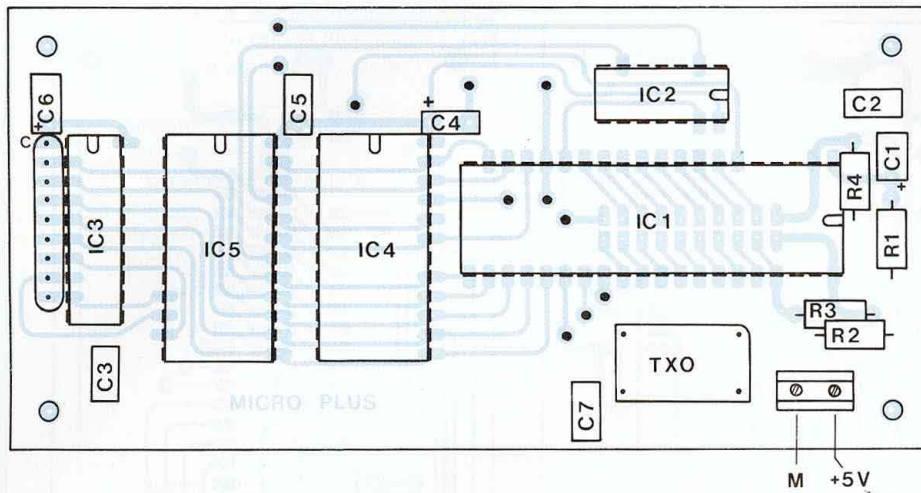 C6
+
C
C5
+
C4
IC2
C2
C1
+
R4
IC3
IC5
IC4
IC1
R1
R3
R2
C3
TXO
C7
MICRO PLUS
M
+5V